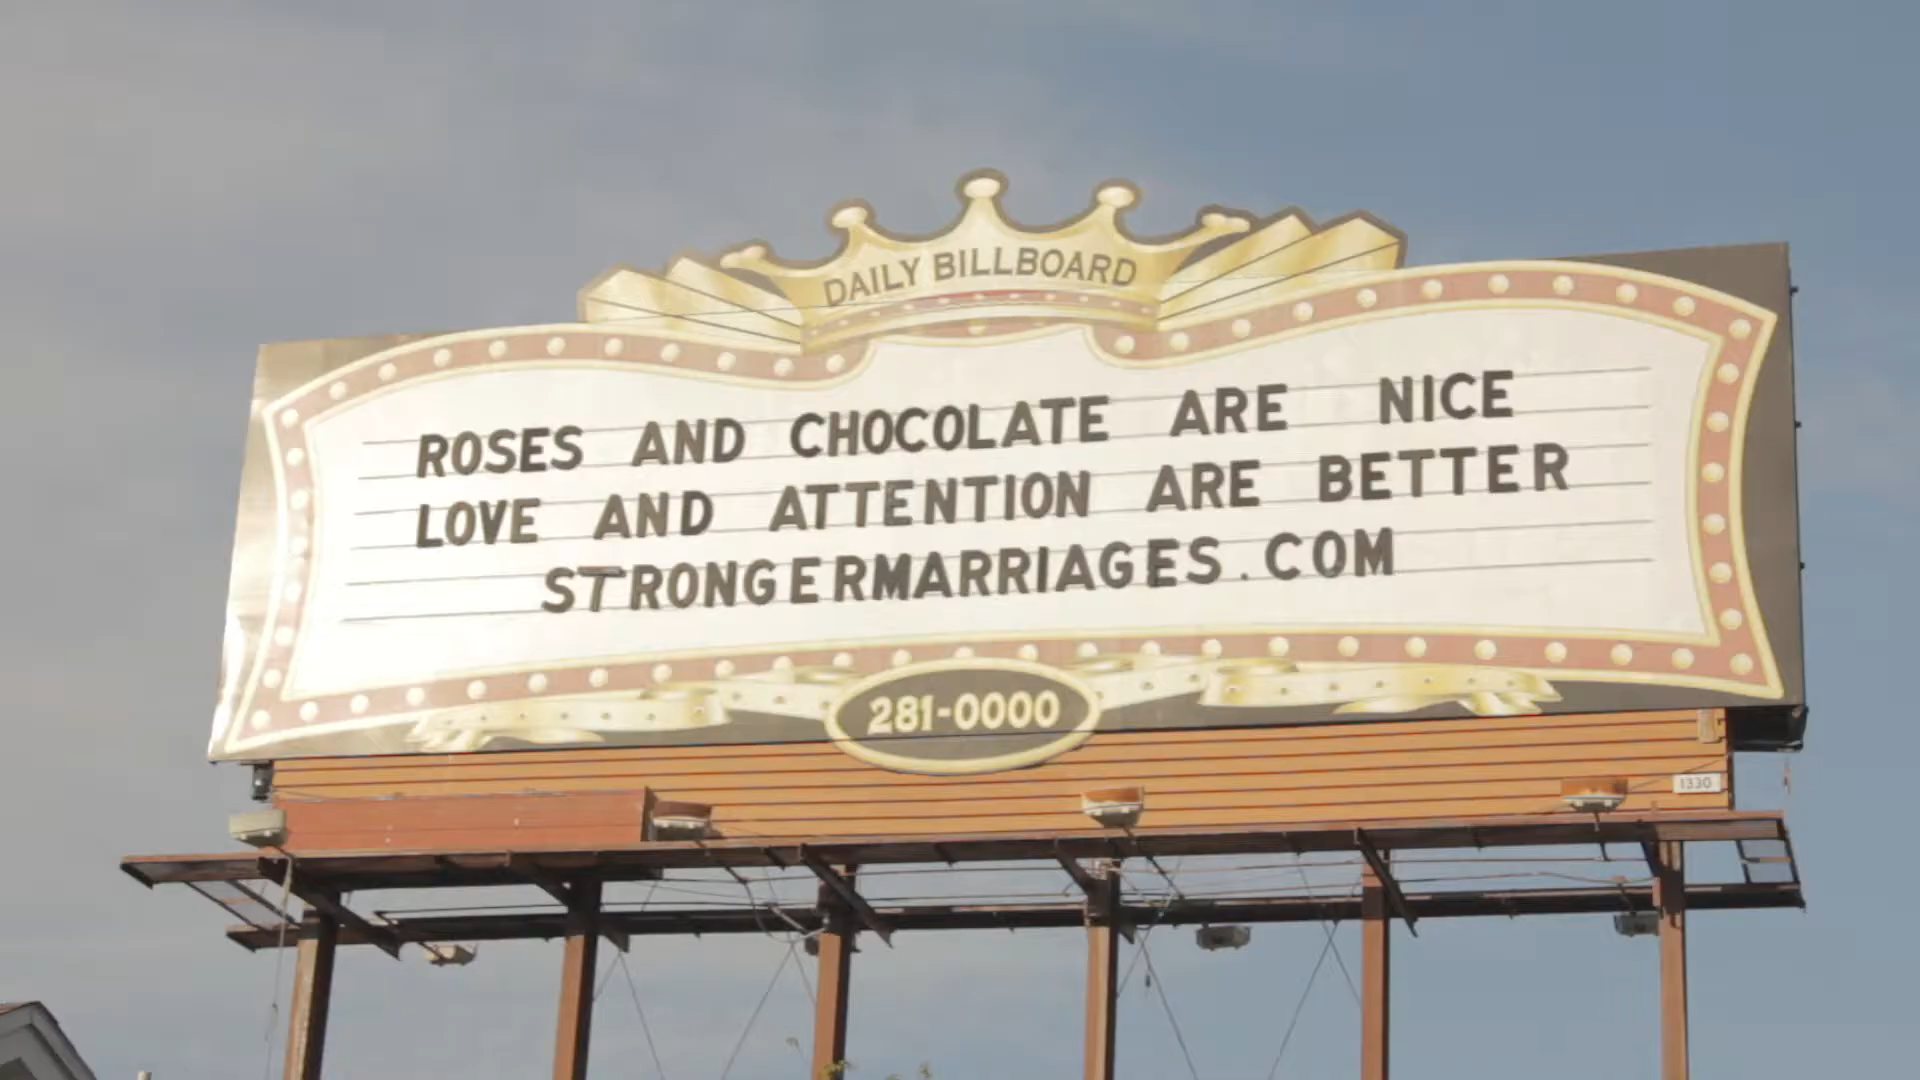 DAILY BILLBOARD
ROSES AND CHOCOLATE ARE NICE
LOVE AND ATTENTION ARE BETTER
STRONGERMARRIAGES.COM
281-0000
1330